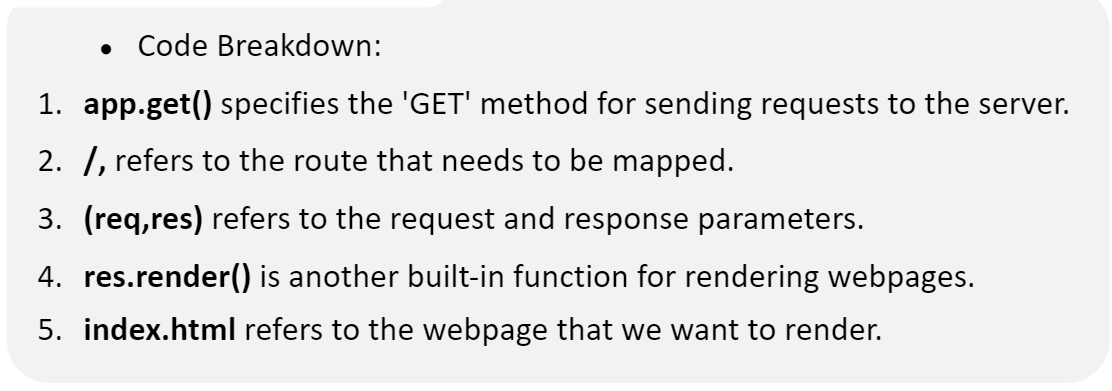 • Code Breakdown:
1. app.get() specifies the 'GET' method for sending requests to the server.
2. /, refers to the route that needs to be mapped.
3. (req,res) refers to the request and response parameters.
4. res.render() is another built-in function for rendering webpages.
5. index.html refers to the webpage that we want to render.